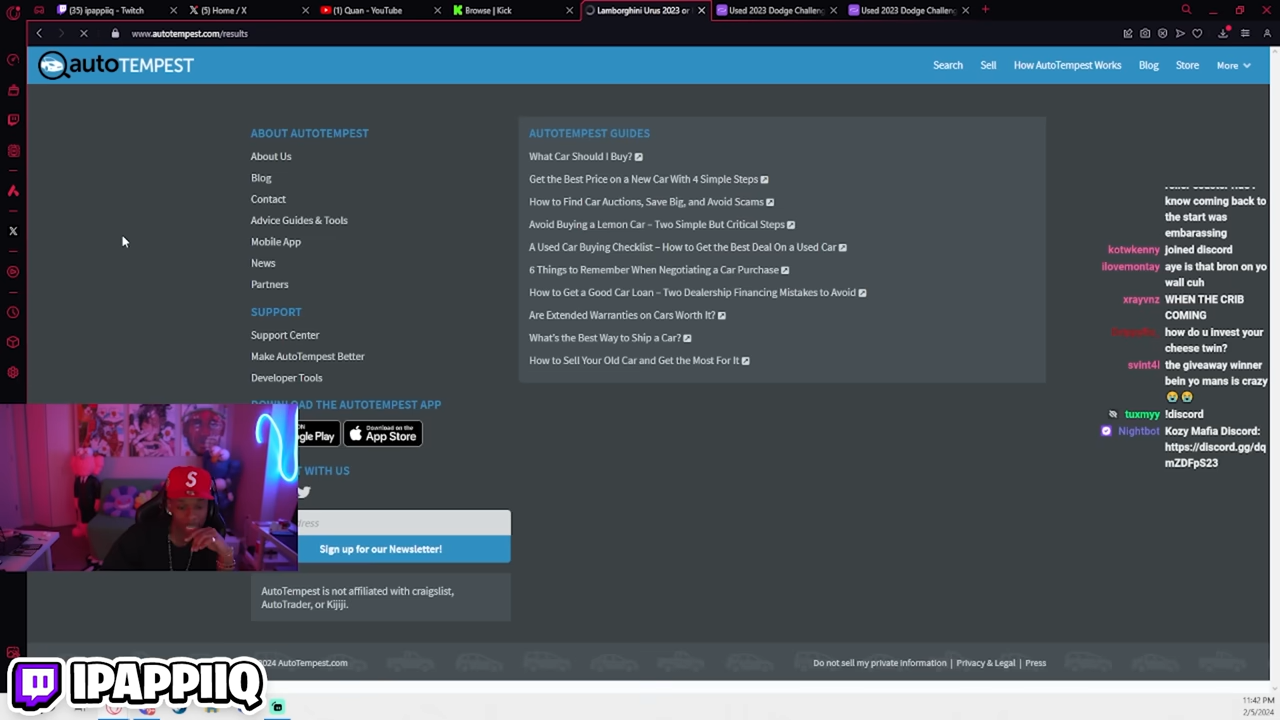 (35) ipappiiq - Twitch
(5) Home / X
(1) Quan - YouTube
Browse | Kick
Lamborghini Urus 2023 or
Used 2023 Dodge Challeng
Used 2023 Dodge Challeng
www.autotempest.com/results
autoTEMPEST
Search
Sell
How AutoTempest Works
Blog
Store
More
ABOUT AUTOTEMPEST
About Us
Blog
Contact
Advice Guides & Tools
Mobile App
News
Partners
SUPPORT
Support Center
Make AutoTempest Better
Developer Tools
DOWNLOAD THE AUTOTEMPEST APP
gle Play
Download on the
App Store
T WITH US
dress
Sign up for our Newsletter!
AutoTempest is not affiliated with craigslist,
AutoTrader, or Kijiji.
AUTOTEMPEST GUIDES
What Car Should I Buy?
Get the Best Price on a New Car With 4 Simple Steps
How to Find Car Auctions, Save Big, and Avoid Scams
Avoid Buying a Lemon Car – Two Simple But Critical Steps
A Used Car Buying Checklist – How to Get the Best Deal On a Used Car
6 Things to Remember When Negotiating a Car Purchase
How to Get a Good Car Loan – Two Dealership Financing Mistakes to Avoid
Are Extended Warranties on Cars Worth It?
What's the Best Way to Ship a Car?
How to Sell Your Old Car and Get the Most For It
know coming back to
the start was
embarassing
kotwkenny joined discord
ilovemontay aye is that bron on yo
wall cuh
xrayvnz WHEN THE CRIB
COMING
how do u invest your
cheese twin?
svint4l the giveaway winner
bein yo mans is crazy
😭😭
tuxmyy !discord
Nightbot Kozy Mafia Discord:
https://discord.gg/dq
mZDFpS23
S
2024 AutoTempest.com
Do not sell my private information | Privacy & Legal | Press
IPAPPIIQ
11:42 PM
2/5/2024